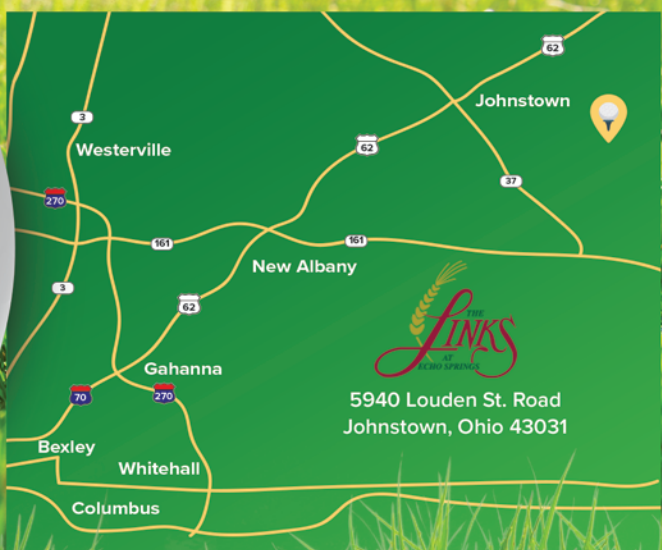 62
Johnstown
3
Westerville
62
37
270
161
161
New Albany
3
62
THE
LINKS
AT
ECHO SPRINGS
Gahanna
70
270
5940 Louden St. Road
Johnstown, Ohio 43031
Bexley
Whitehall
Columbus